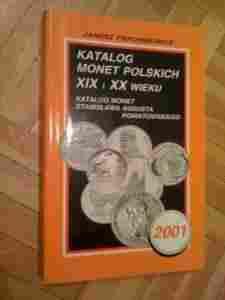 JANUSZ PARCHIMOWICZ
KATALOG
MONET POLSKICH
XIX i XX WIEKU
KATALOG MONET
STANISŁAWA AUGUSTA
PONIATOWSKIEGO
2001